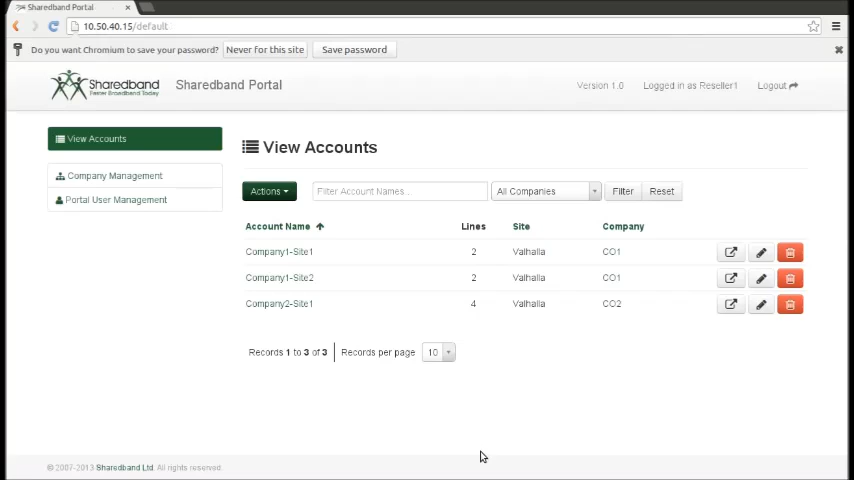 Sharedband Portal
10.50.40.15/default
Do you want Chromium to save your password? Never for this site Save password
Sharedband
Faster Broadband Today
Sharedband Portal
Version 1.0 Logged in as Reseller1 Logout
View Accounts
Company Management
Portal User Management
View Accounts
Actions Filter Account Names... All Companies Filter Reset
Account Name Lines Site Company
Company1-Site1 2 Valhalla CO1
Company1-Site2 2 Valhalla CO1
Company2-Site1 4 Valhalla CO2
Records 1 to 3 of 3 Records per page 10
© 2007-2013 Sharedband Ltd. All rights reserved.